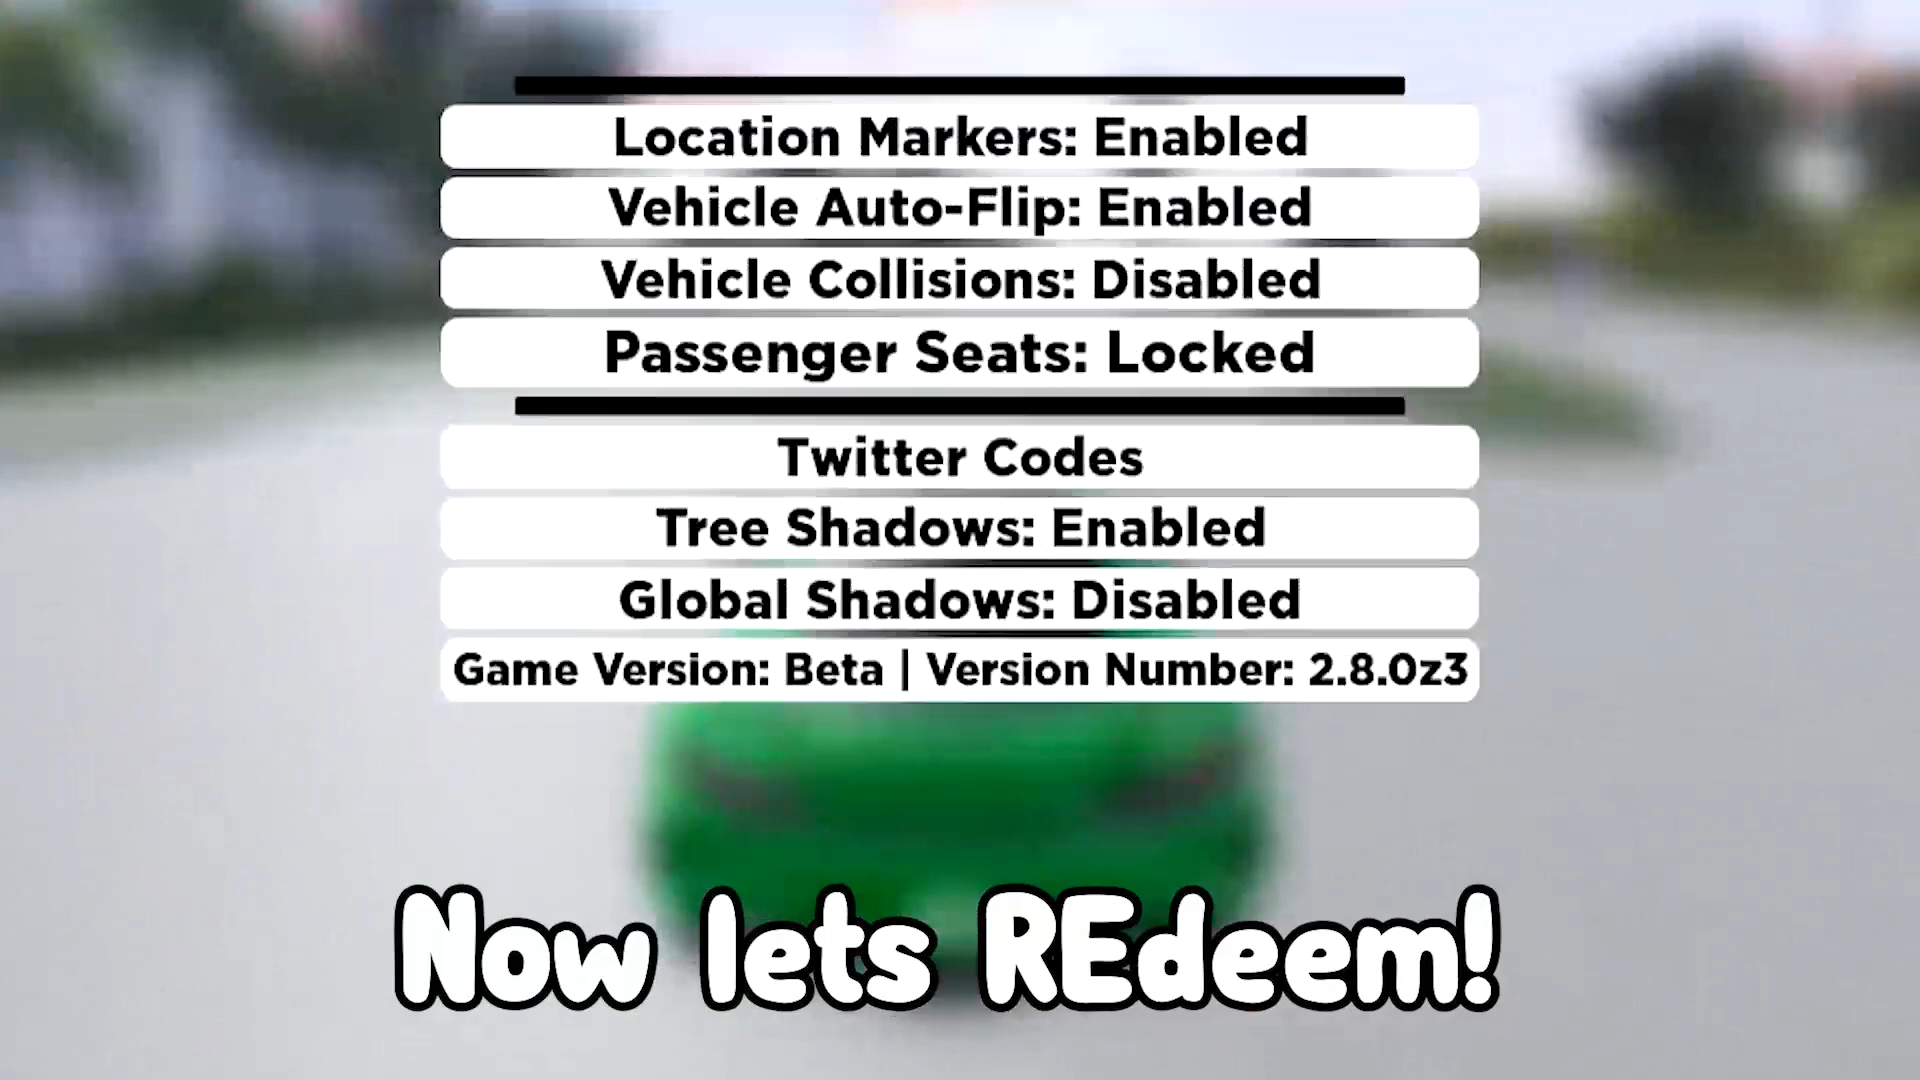 Location Markers: Enabled
Vehicle Auto-Flip: Enabled
Vehicle Collisions: Disabled
Passenger Seats: Locked
Twitter Codes
Tree Shadows: Enabled
Global Shadows: Disabled
Game Version: Beta | Version Number: 2.8.0z3
Now lets REdeem!